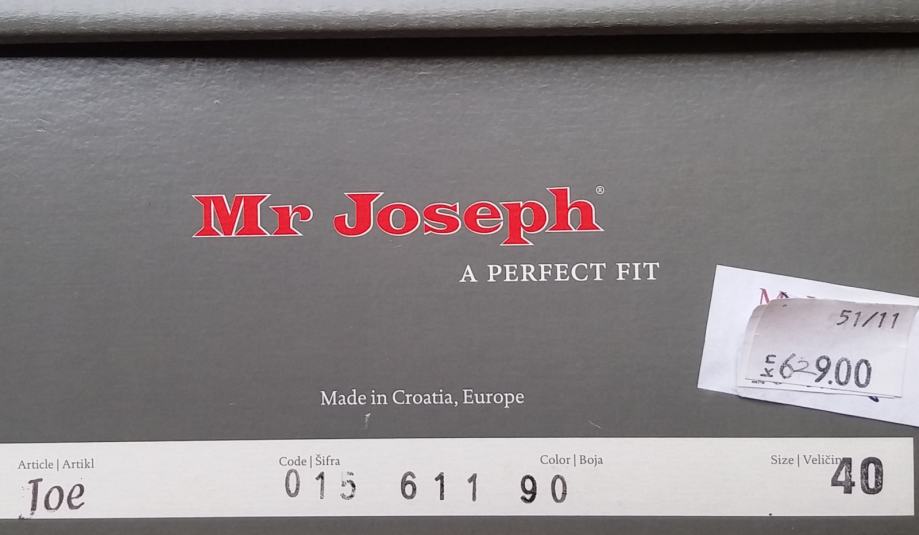 Mr Joseph®
A PERFECT FIT
51/11
kn 629.00
Made in Croatia, Europe
Article | Artikl Code | Šifra Color | Boja Size |
Joe 015 611 90 40